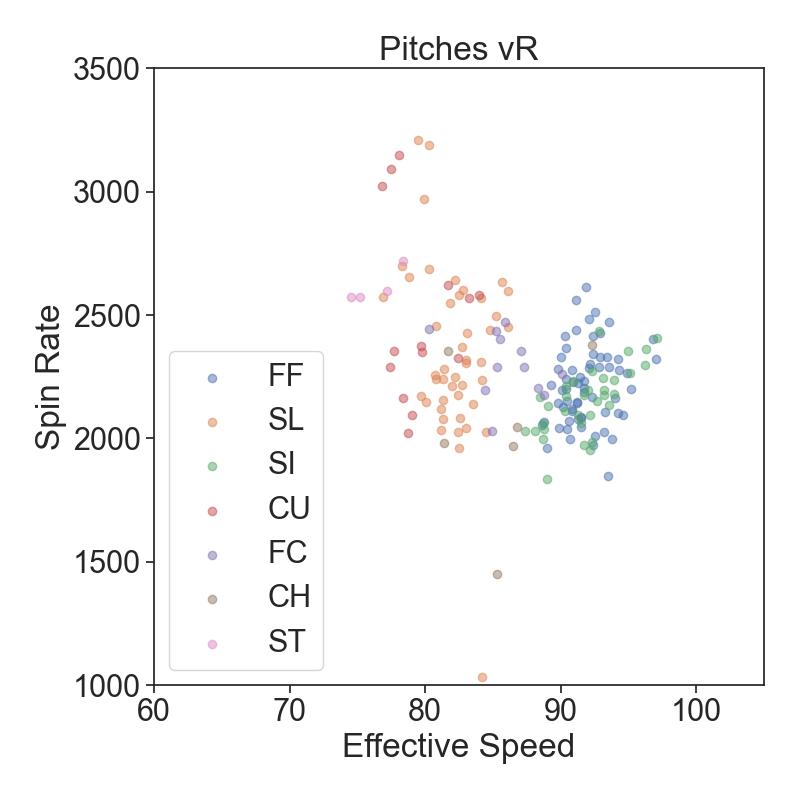 Pitches vR
3500
3000
2500
2000
1500
1000
Spin Rate
FF
SL
SI
CU
FC
CH
ST
60 70 80 90 100
Effective Speed